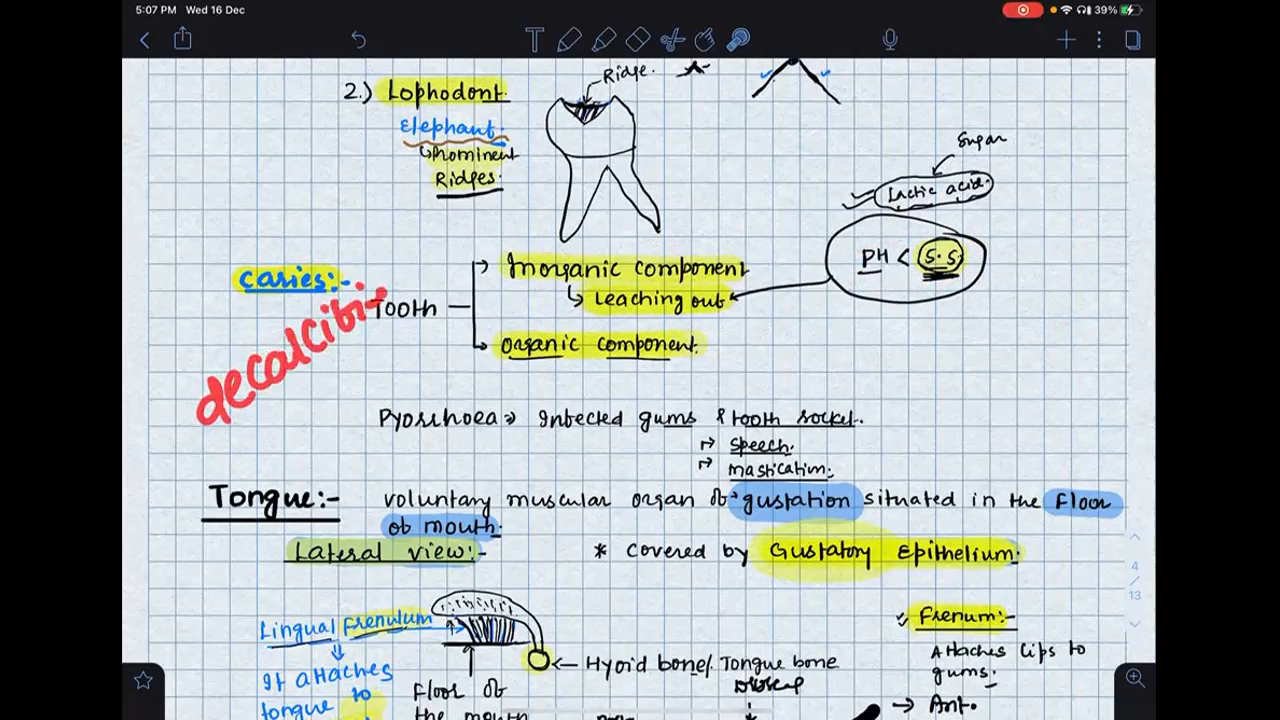 5:07 PM Wed 16 Dec
39%
2.) Lophodont
Ridge.
Elephant.
Prominent
Ridges.
Sugar
Lactic acid.
PH < 5.5
Caries:-
Inorganic component
Leaching out
Tooth
decalcibi
Organic component.
Pyorrhoea ⇒ Infected gums & tooth socket.
Speech.
mastication.
Tongue:- voluntary muscular organ of gustation situated in the Floor
of mouth.
Lateral view:- * Covered by Gustatory Epithelium:
4
/
13
Lingual Frenulum
Frenum:-
Attaches lips to
gums.
Hyoid bone/. Tongue bone
It attaches
tongue to
Floor of
the mouth
→ Ant.